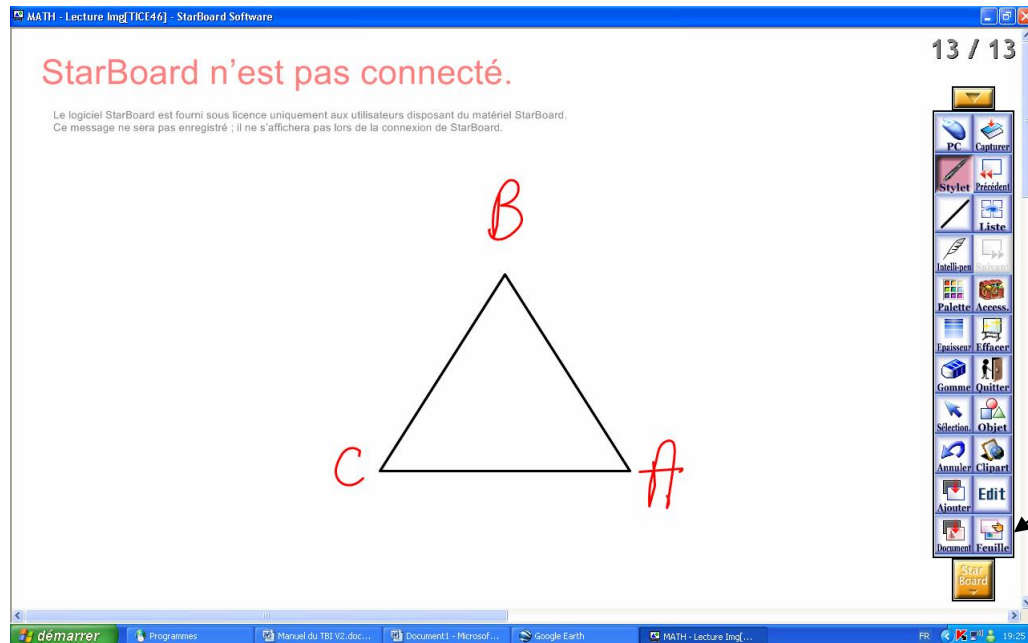 MATH - Lecture Img[TICE46] - StarBoard Software
13 / 13
StarBoard n'est pas connecté.
Le logiciel StarBoard est fourni sous licence uniquement aux utilisateurs disposant du matériel StarBoard.
Ce message ne sera pas enregistré ; il ne s'affichera pas lors de la connexion de StarBoard.
B
C
A
PC Capturer
Stylet Précédent
Liste
Intelli-pen Suivant
Palette Access.
Epaisseur Effacer
Gomme Quitter
Sélection. Objet
Annuler Clipart
Ajouter Edit
Document Feuille
Star
Board
démarrer Programmes Manuel du TBI V2.doc... Document1 - Microsof... Google Earth MATH - Lecture Img[... FR 19:25